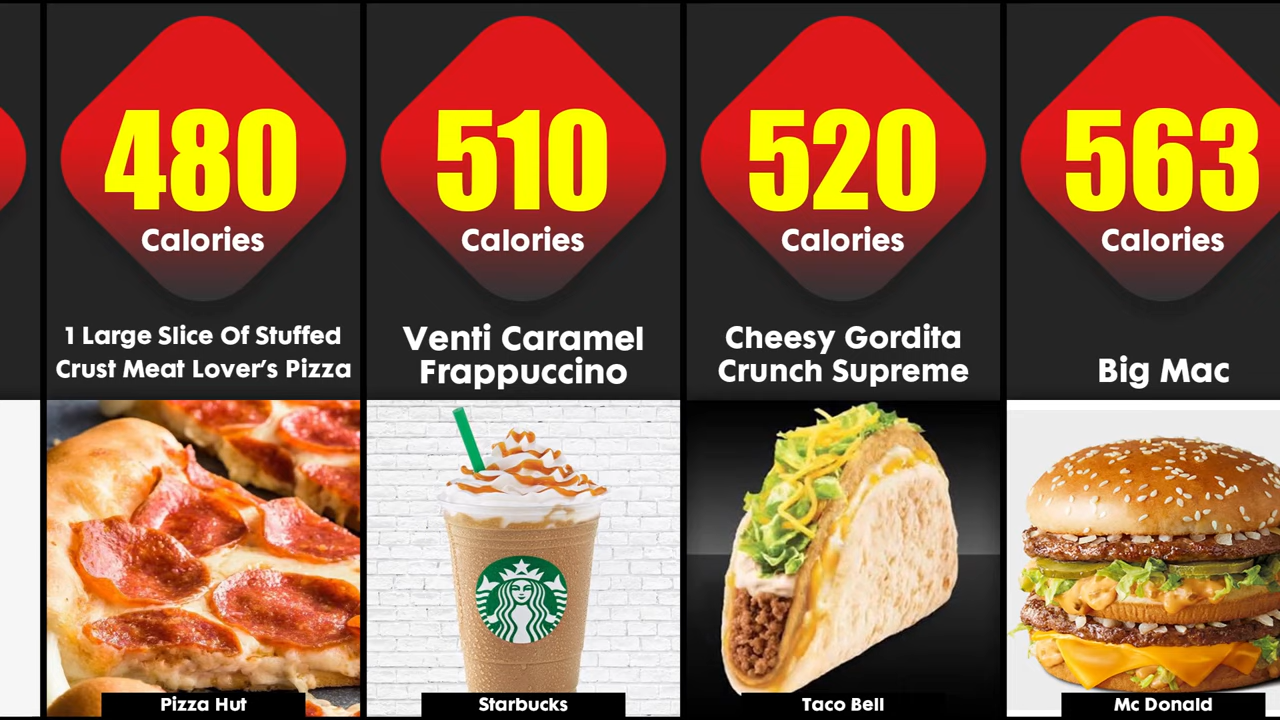 480
Calories
1 Large Slice Of Stuffed
Crust Meat Lover's Pizza
Pizza Hut
510
Calories
Venti Caramel
Frappuccino
Starbucks
520
Calories
Cheesy Gordita
Crunch Supreme
Taco Bell
563
Calories
Big Mac
Mc Donald